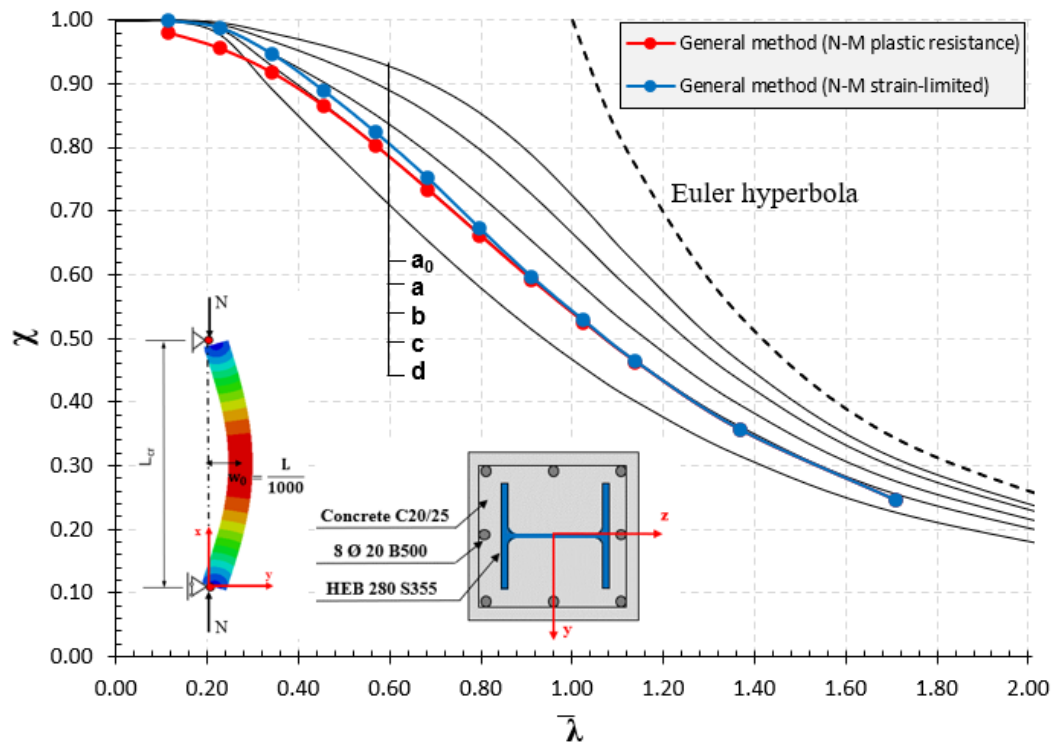 1.00
0.90
0.80
0.70
0.60
0.50
0.40
0.30
0.20
0.10
0.00
χ
0.00 0.20 0.40 0.60 0.80 1.00 1.20 1.40 1.60 1.80 2.00
λ̅
General method (N-M plastic resistance)
General method (N-M strain-limited)
Euler hyperbola
a₀
a
b
c
d
N
L_cr
w₀ = L/1000
x
y
N
Concrete C20/25
8 Ø 20 B500
HEB 280 S355
z
y